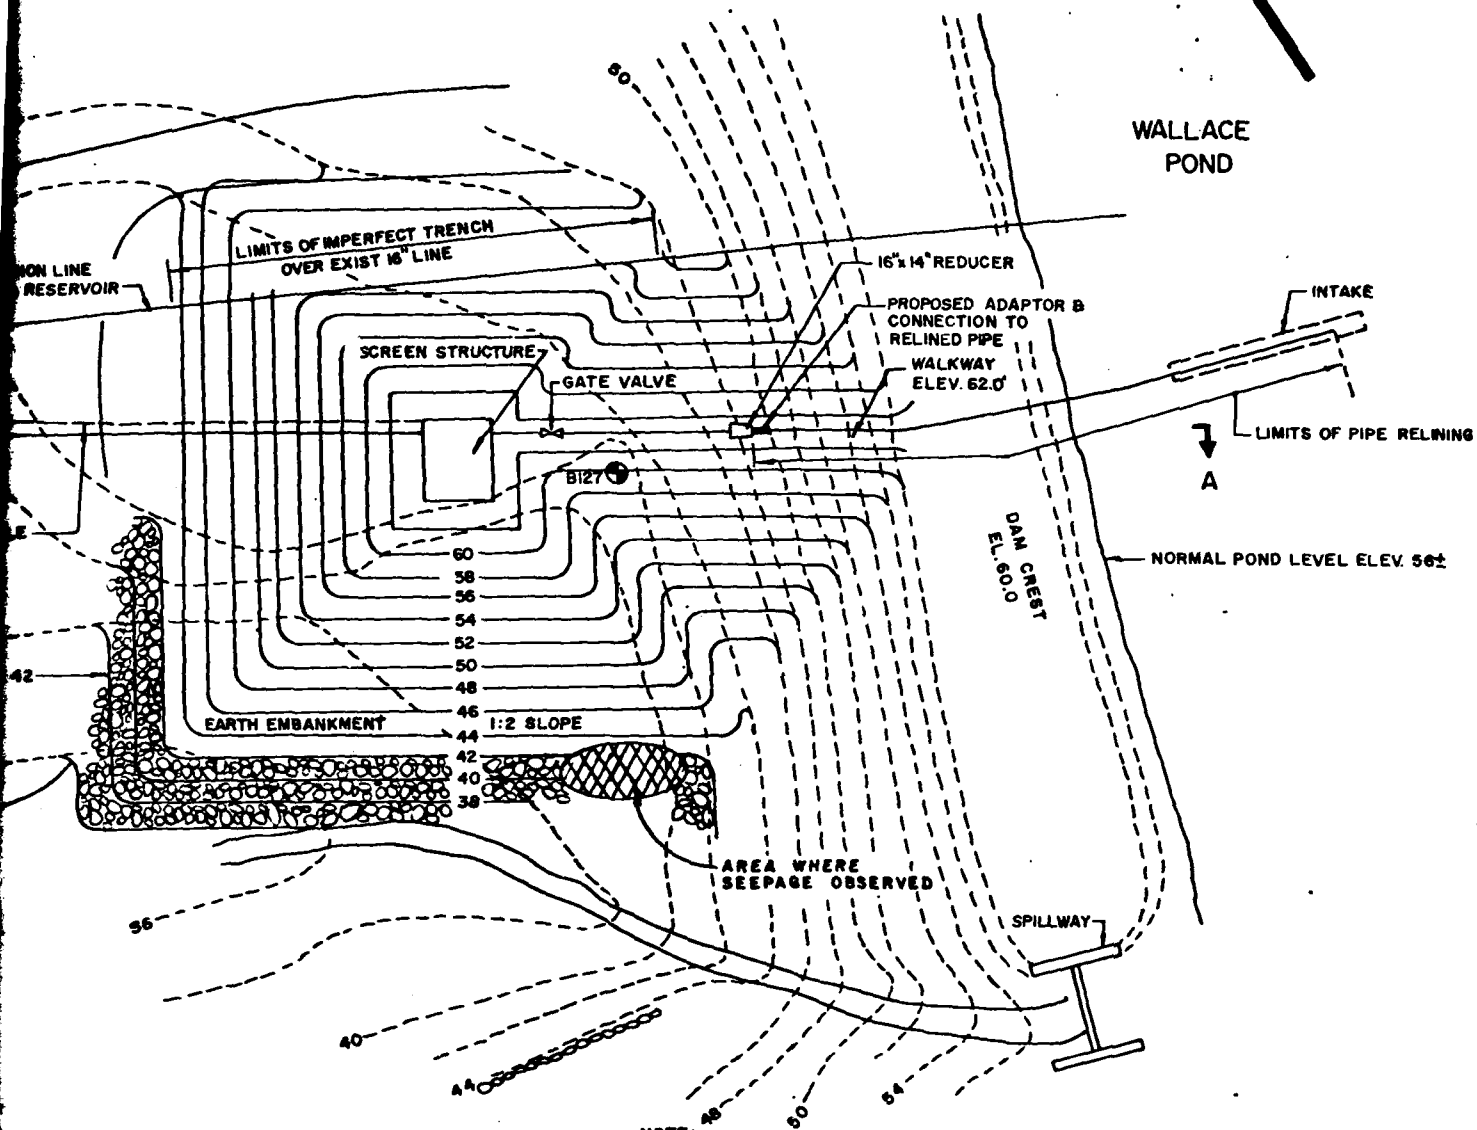 50
WALLACE
POND
LIMITS OF IMPERFECT TRENCH
OVER EXIST 16" LINE
ION LINE
RESERVOIR
16"x 14" REDUCER
INTAKE
PROPOSED ADAPTOR &
CONNECTION TO
RELINED PIPE
SCREEN STRUCTURE
WALKWAY
ELEV. 62.0'
GATE VALVE
LIMITS OF PIPE RELINING
A
B127
E
DAM CREST
EL.60.0
NORMAL POND LEVEL ELEV. 56±
60
58
56
54
52
50
48
46
44
42
40
38
42
EARTH EMBANKMENT
1:2 SLOPE
AREA WHERE
SEEPAGE OBSERVED
36
SPILLWAY
40
44
48
50
54